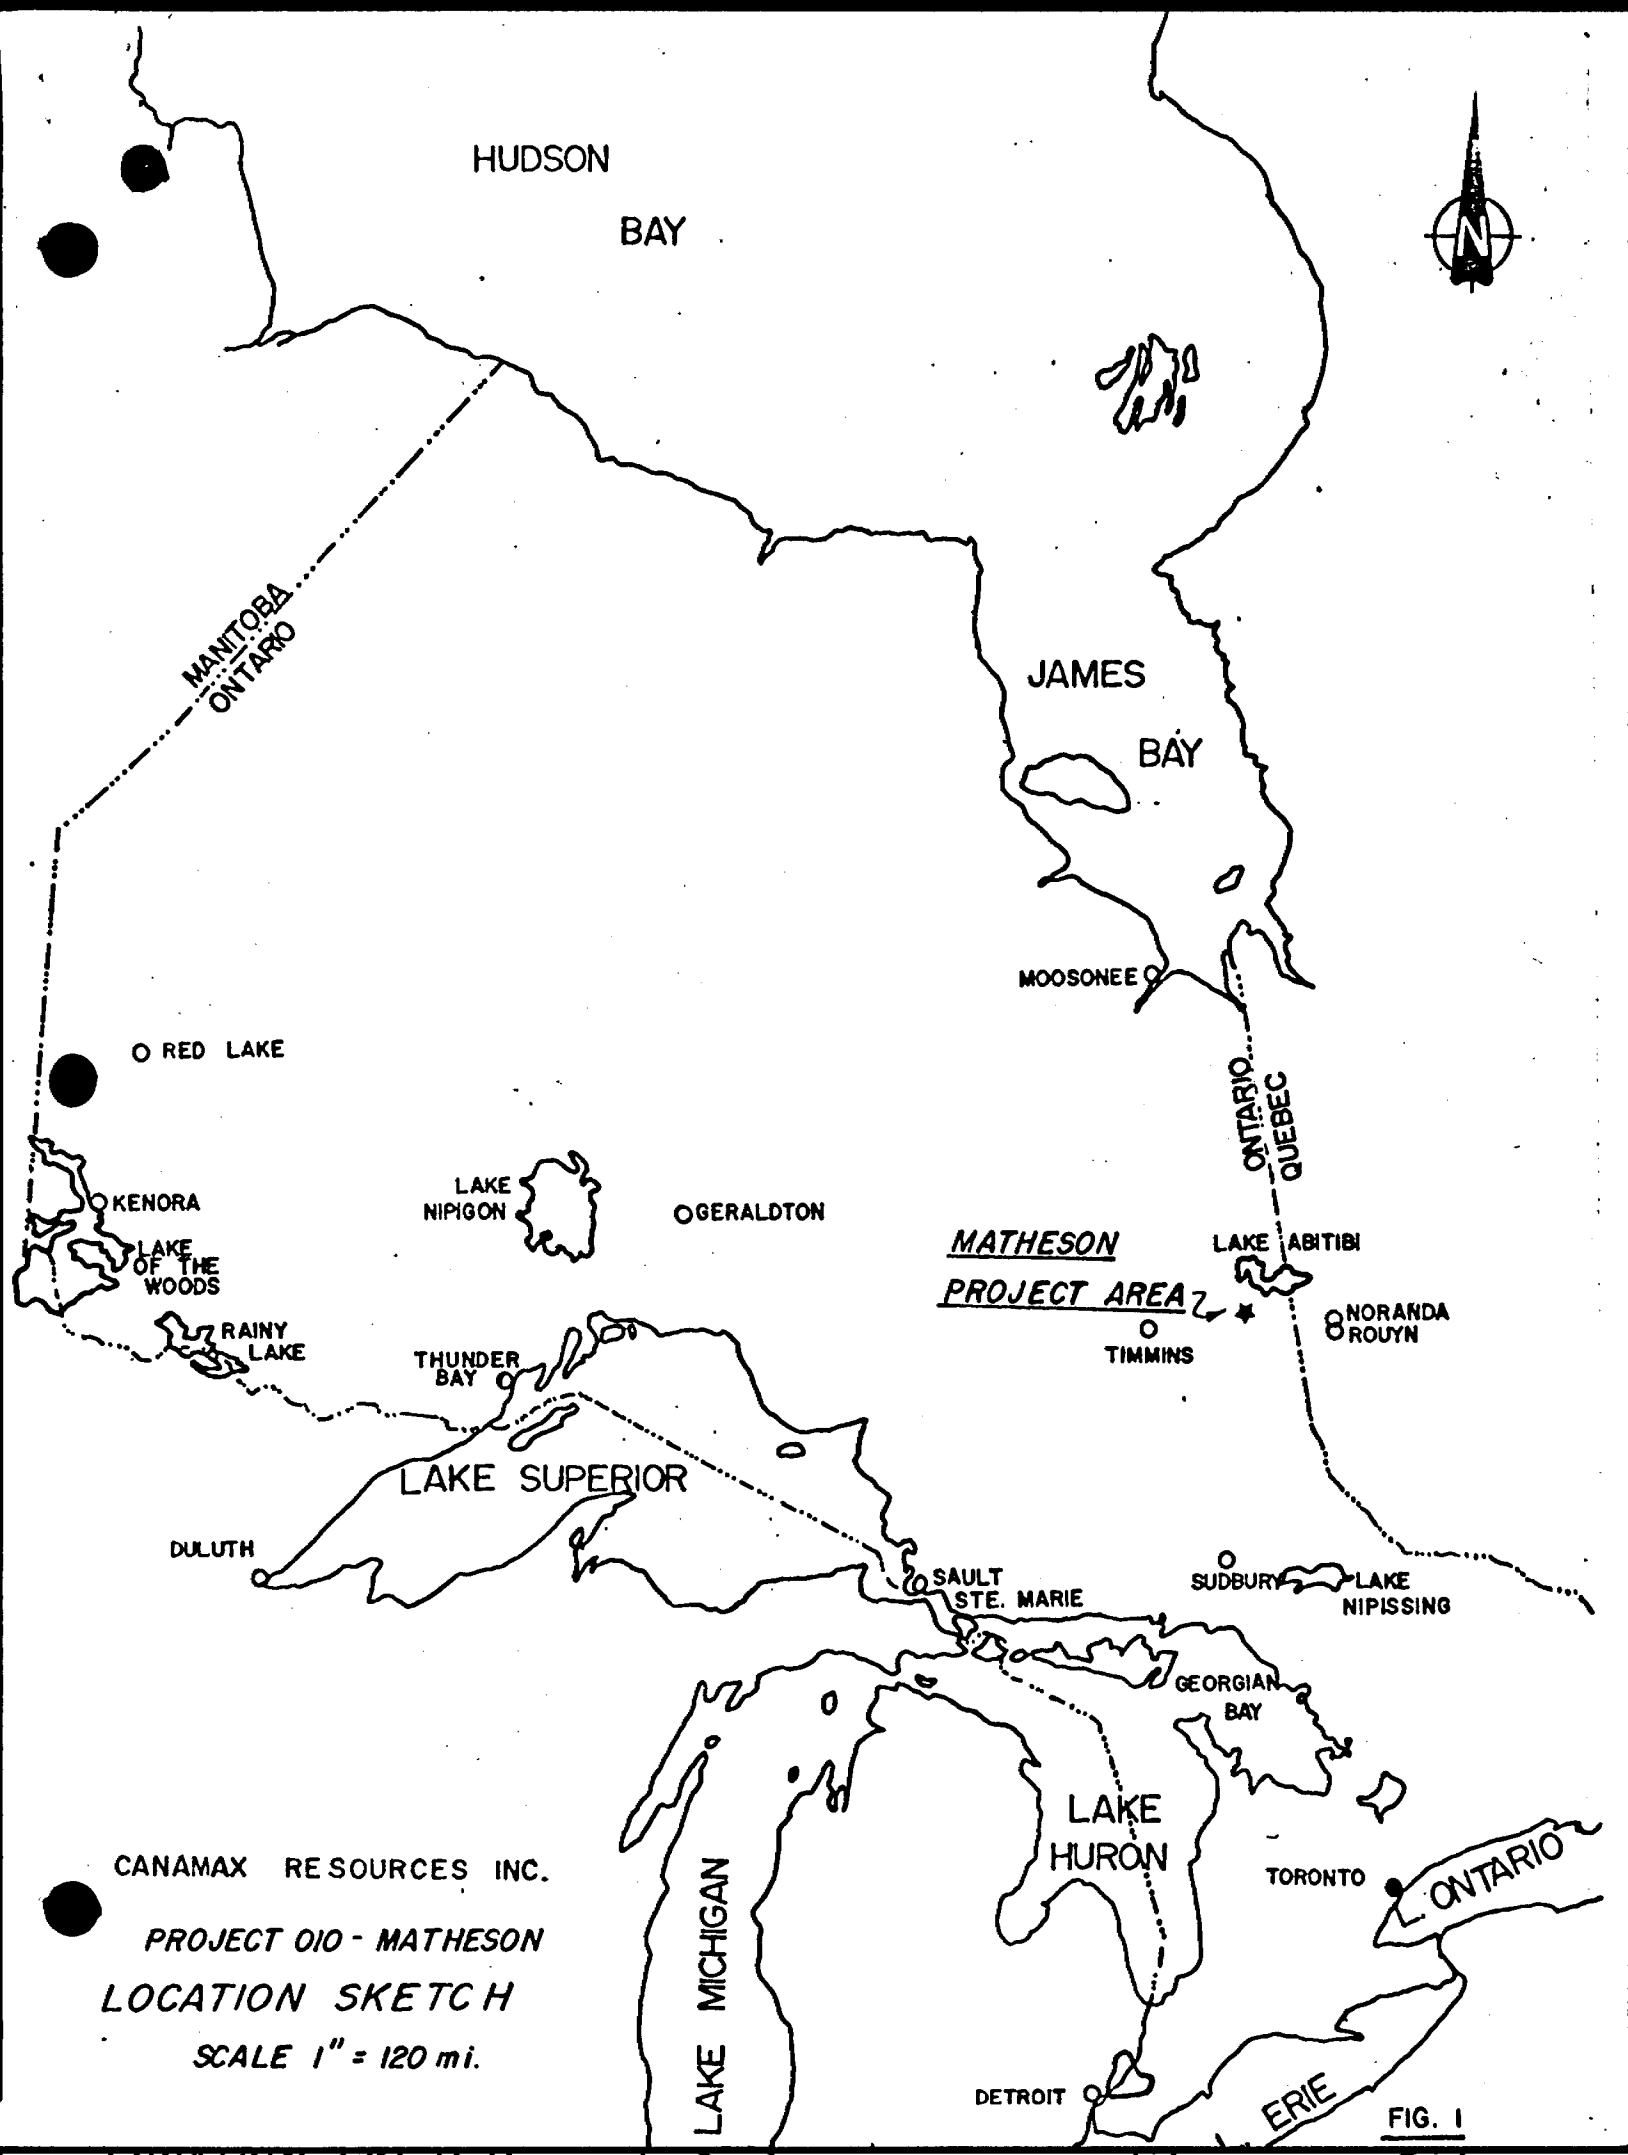 HUDSON
BAY
N
MANITOBA
ONTARIO
JAMES
BAY
MOOSONEE
RED LAKE
ONTARIO
QUEBEC
KENORA
LAKE
NIPIGON
GERALDTON
LAKE
OF THE
WOODS
MATHESON
PROJECT AREA
LAKE ABITIBI
NORANDA
ROUYN
TIMMINS
RAINY
LAKE
THUNDER
BAY
LAKE SUPERIOR
DULUTH
SAULT
STE. MARIE
SUDBURY
LAKE
NIPISSING
GEORGIAN
BAY
LAKE
HURON
LAKE MICHIGAN
TORONTO
L. ONTARIO
DETROIT
ERIE
CANAMAX RESOURCES INC.
PROJECT 010 - MATHESON
LOCATION SKETCH
SCALE 1" = 120 mi.
FIG. 1